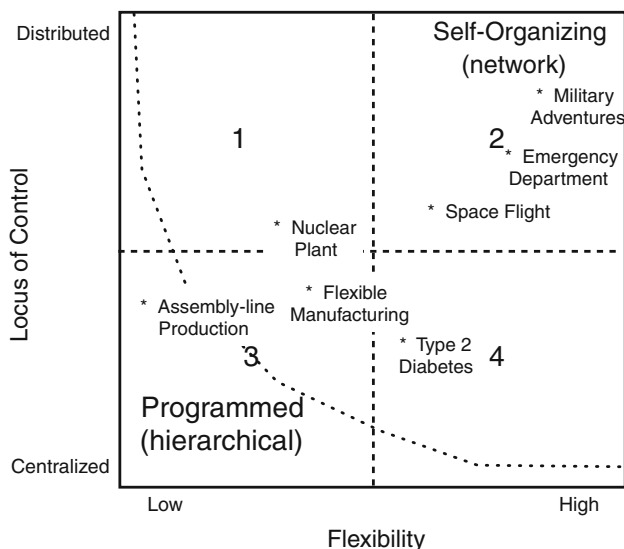 Distributed
Self-Organizing
(network)
* Military
Adventures
1
2
* Emergency
Department
* Space Flight
* Nuclear
Plant
Locus of Control
* Assembly-line
Production
* Flexible
Manufacturing
* Type 2
Diabetes
3
4
Programmed
(hierarchical)
Centralized
Low
High
Flexibility